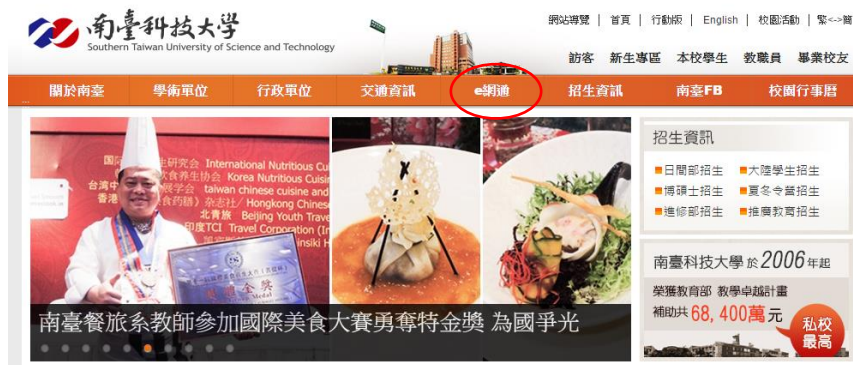 南臺科技大學
Southern Taiwan University of Science and Technology
網站導覽 | 首頁 | 行動版 | English | 校園活動 | 繁<->簡
訪客 新生專區 本校學生 教職員 畢業校友
關於南臺 學術單位 行政單位 交通資訊 e網通 招生資訊 南臺FB 校園行事曆
International Nutritious Cui
Korea Nutritious Cuisin
taiwan chinese cuisine and
Hongkong Chinese
北青旅 Beijing Youth Trave
印度TCI Travel Corporation (In
南臺餐旅系教師參加國際美食大賽勇奪特金獎 為國爭光
招生資訊
日間部招生 大陸學生招生
博碩士招生 夏冬令營招生
進修部招生 推廣教育招生
南臺科技大學 於2006年起
榮獲教育部 教學卓越計畫
補助共68, 400萬元
私校
最高